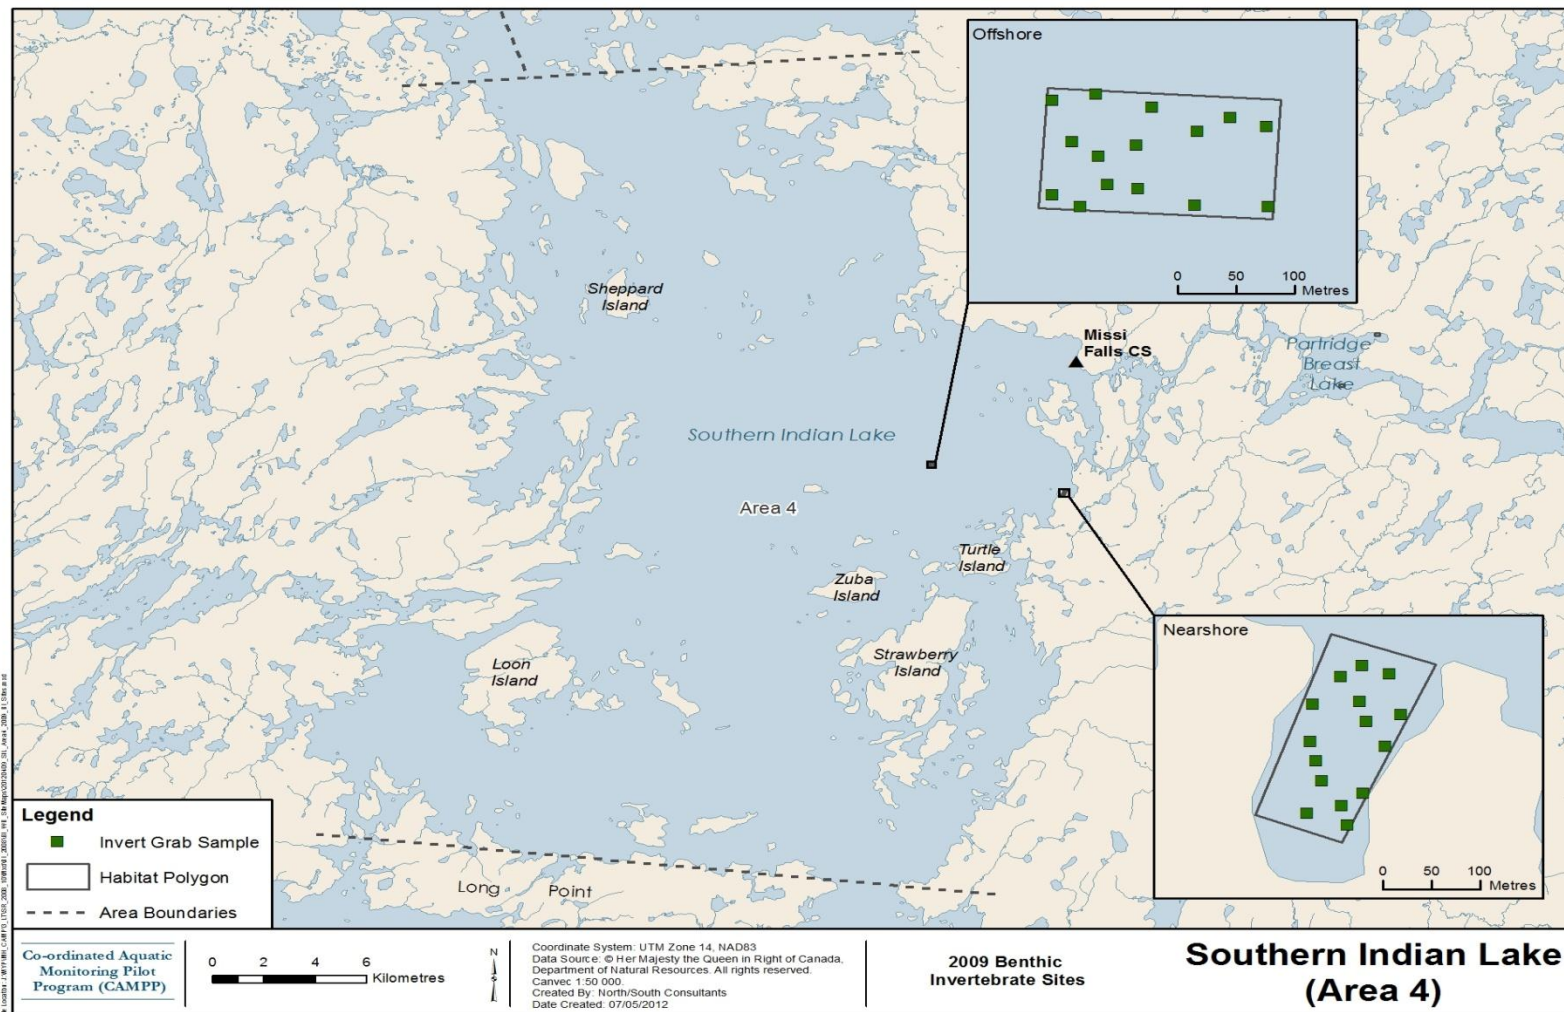 Offshore
0 50 100
Metres
Sheppard
Island
Missi
Falls CS
Partridge
Breast
Lake
Southern Indian Lake
Area 4
Turtle
Island
Zuba
Island
Strawberry
Island
Loon
Island
Nearshore
0 50 100
Metres
Legend
Invert Grab Sample
Habitat Polygon
Area Boundaries
Long Point
Co-ordinated Aquatic
Monitoring Pilot
Program (CAMPP)
0 2 4 6
Kilometres
N
Coordinate System: UTM Zone 14, NAD83
Data Source: © Her Majesty the Queen in Right of Canada,
Department of Natural Resources. All rights reserved.
Canvec 1:50 000.
Created By: North/South Consultants
Date Created: 07/05/2012
2009 Benthic
Invertebrate Sites
Southern Indian Lake
(Area 4)